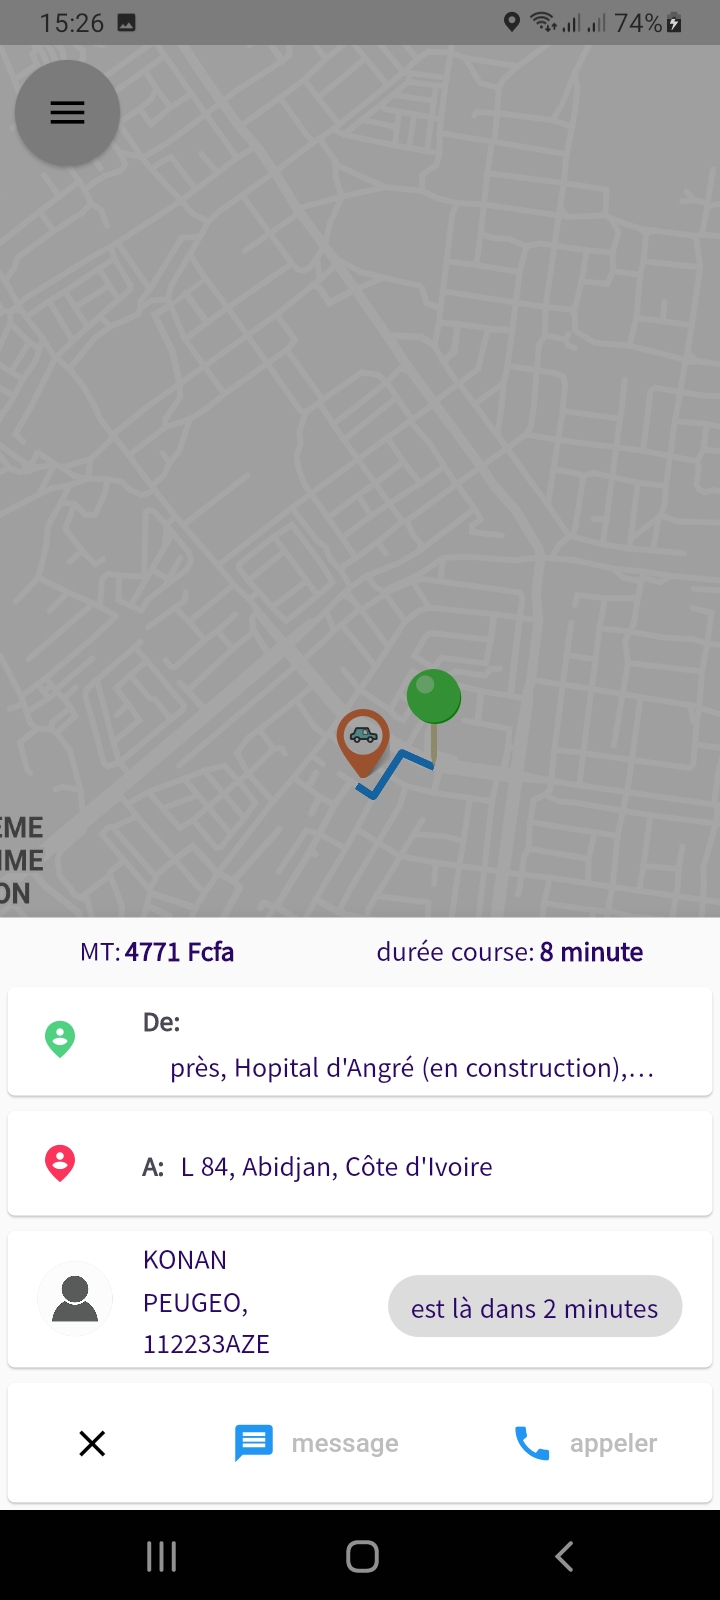 15:26
74%
EME
IME
ON
MT: 4771 Fcfa
durée course: 8 minute
De:
près, Hopital d'Angré (en construction),...
A: L 84, Abidjan, Côte d'Ivoire
KONAN
PEUGEO,
112233AZE
est là dans 2 minutes
message
appeler